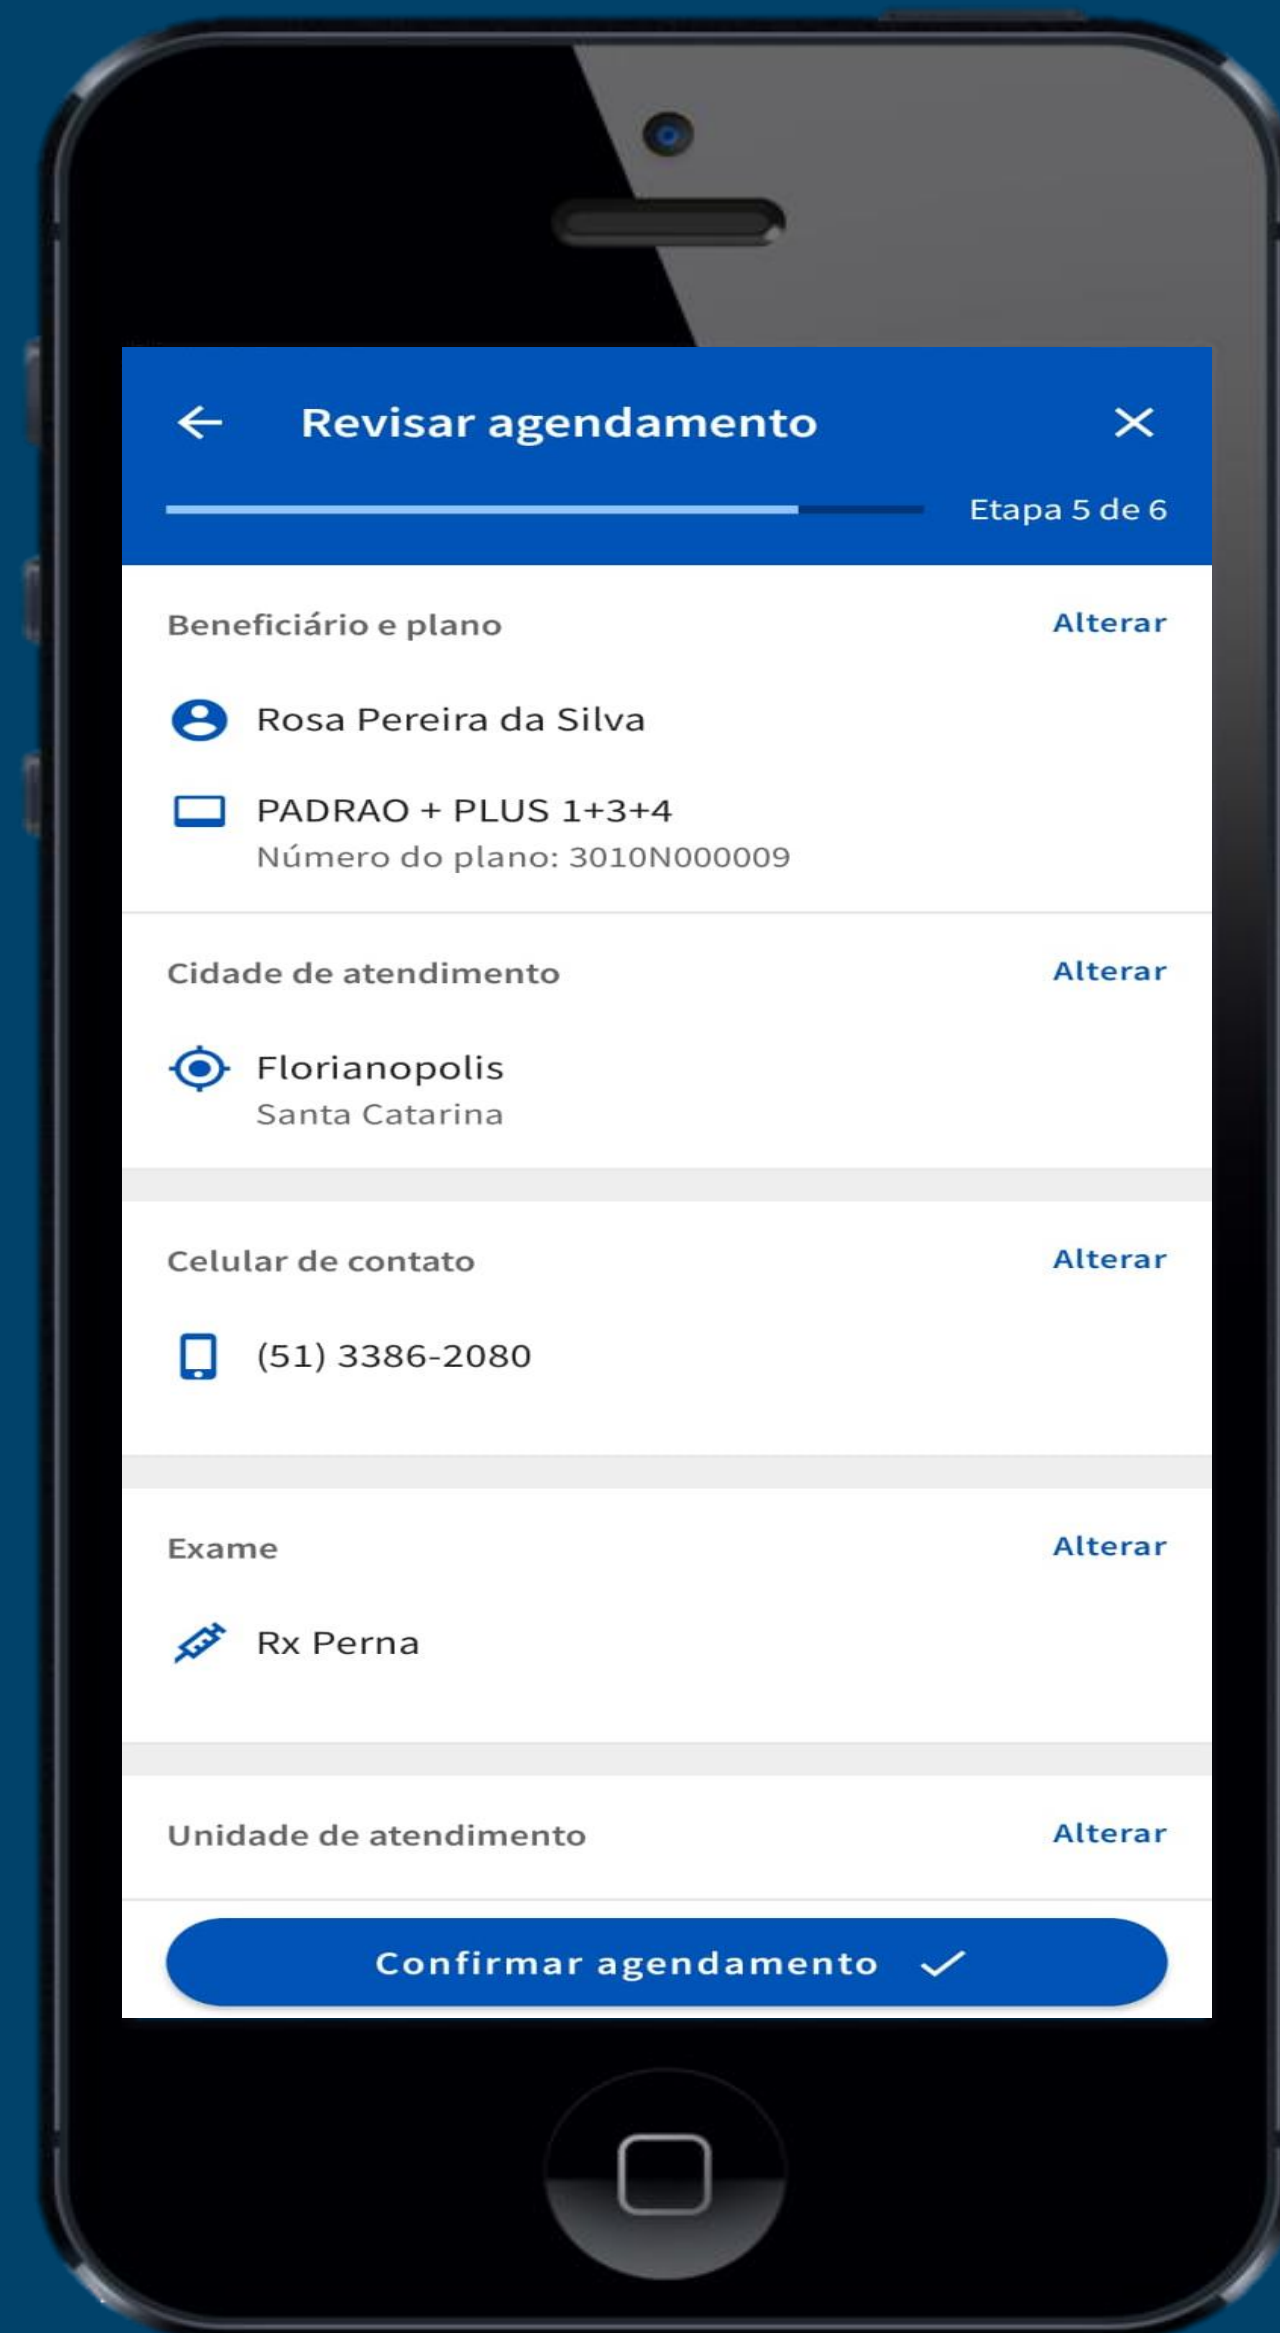 Revisar agendamento
Etapa 5 de 6
Beneficiário e plano
Alterar
Rosa Pereira da Silva
PADRAO + PLUS 1+3+4
Número do plano: 3010N000009
Cidade de atendimento
Alterar
Florianopolis
Santa Catarina
Celular de contato
Alterar
(51) 3386-2080
Exame
Alterar
Rx Perna
Unidade de atendimento
Alterar
Confirmar agendamento